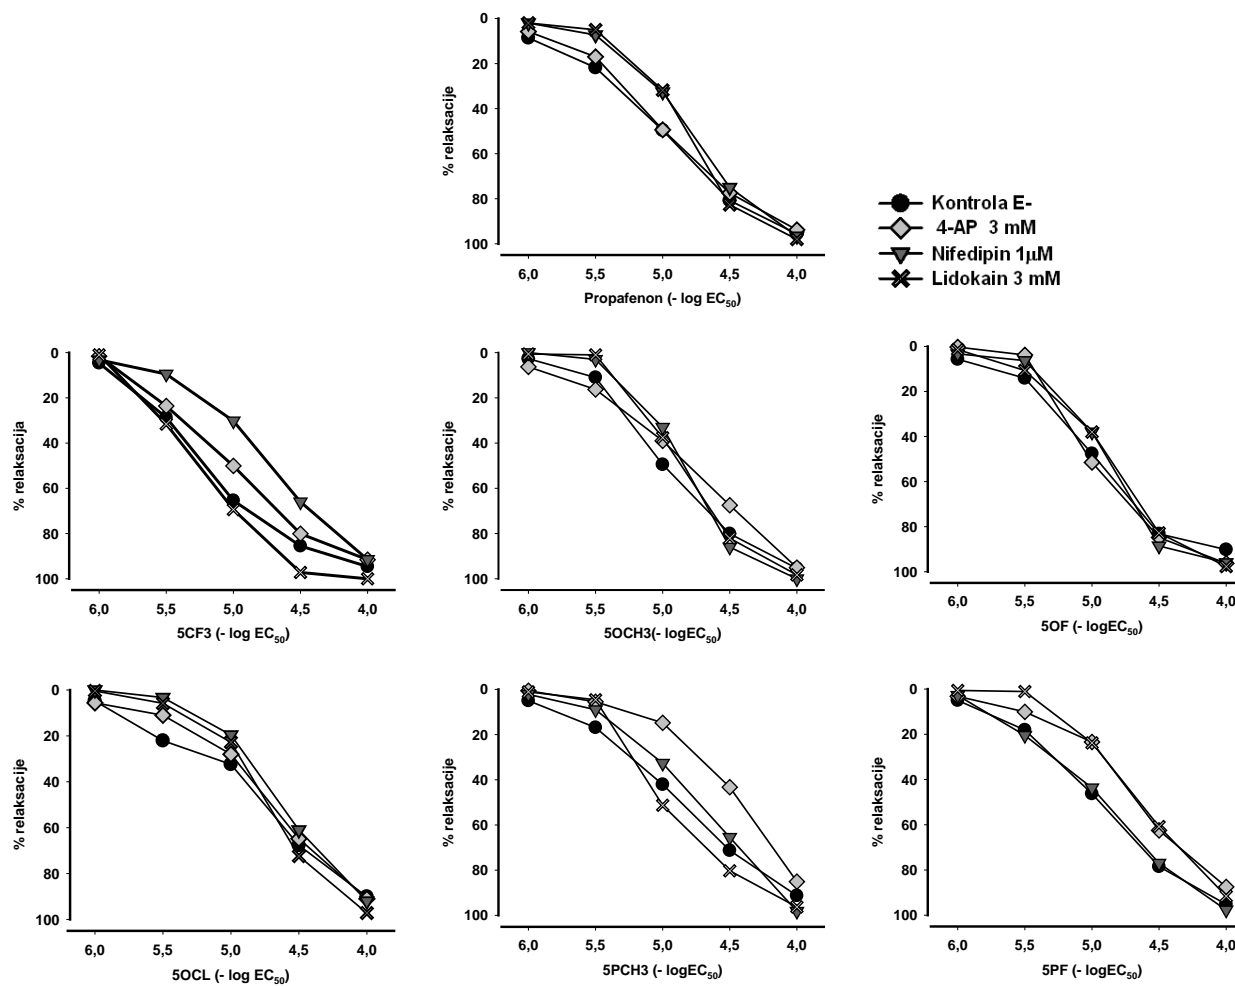 0
20
40
60
80
100
% relaksacije
6,0 5,5 5,0 4,5 4,0
Propafenon (- log EC50)
Kontrola E-
4-AP 3 mM
Nifedipin 1µM
Lidokain 3 mM
0
20
40
60
80
100
% relaksacija
6,0 5,5 5,0 4,5 4,0
5CF3 (- log EC50)
0
20
40
60
80
100
% relaksacije
6,0 5,5 5,0 4,5 4,0
5OCH3(- logEC50)
0
20
40
60
80
100
% relaksacije
6,0 5,5 5,0 4,5 4,0
5OF (- logEC50)
0
20
40
60
80
100
% relaksacije
6,0 5,5 5,0 4,5 4,0
5OCL (- log EC50)
0
20
40
60
80
100
% relaksacije
6,0 5,5 5,0 4,5 4,0
5PCH3 (- logEC50)
0
20
40
60
80
100
% relaksacije
6,0 5,5 5,0 4,5 4,0
5PF (- logEC50)